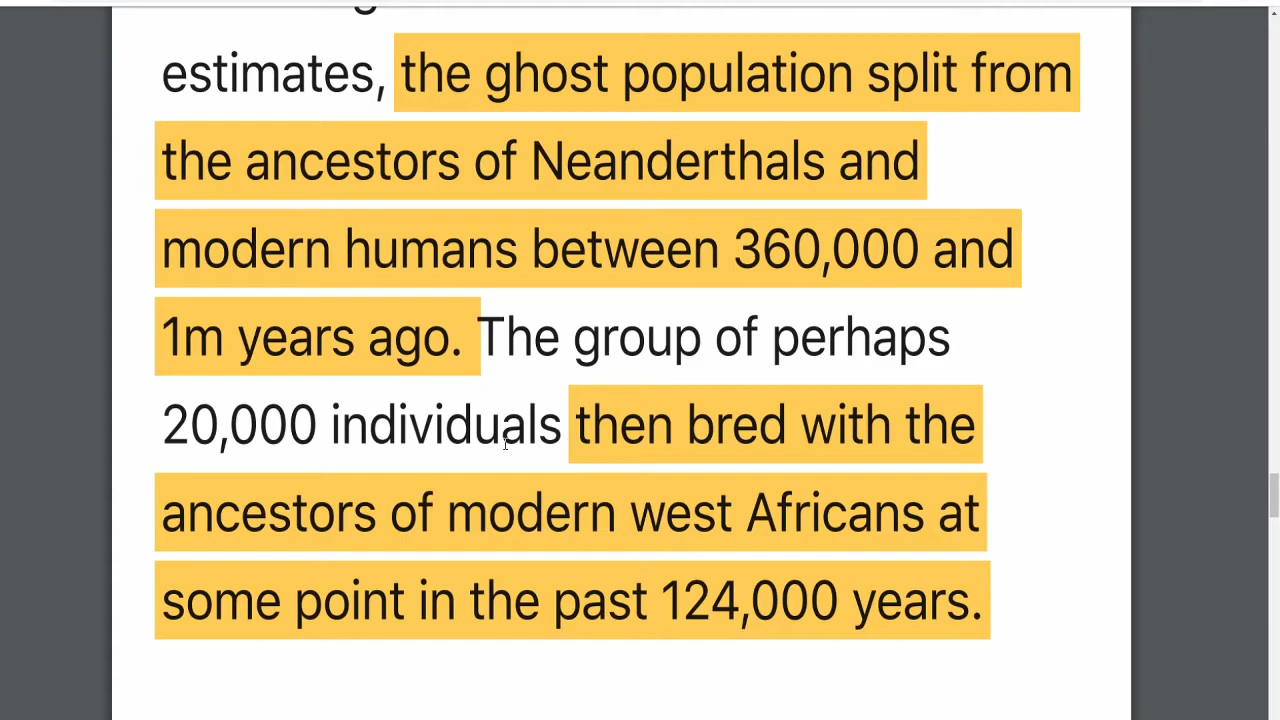 estimates, the ghost population split from
the ancestors of Neanderthals and
modern humans between 360,000 and
1m years ago. The group of perhaps
20,000 individuals then bred with the
ancestors of modern west Africans at
some point in the past 124,000 years.